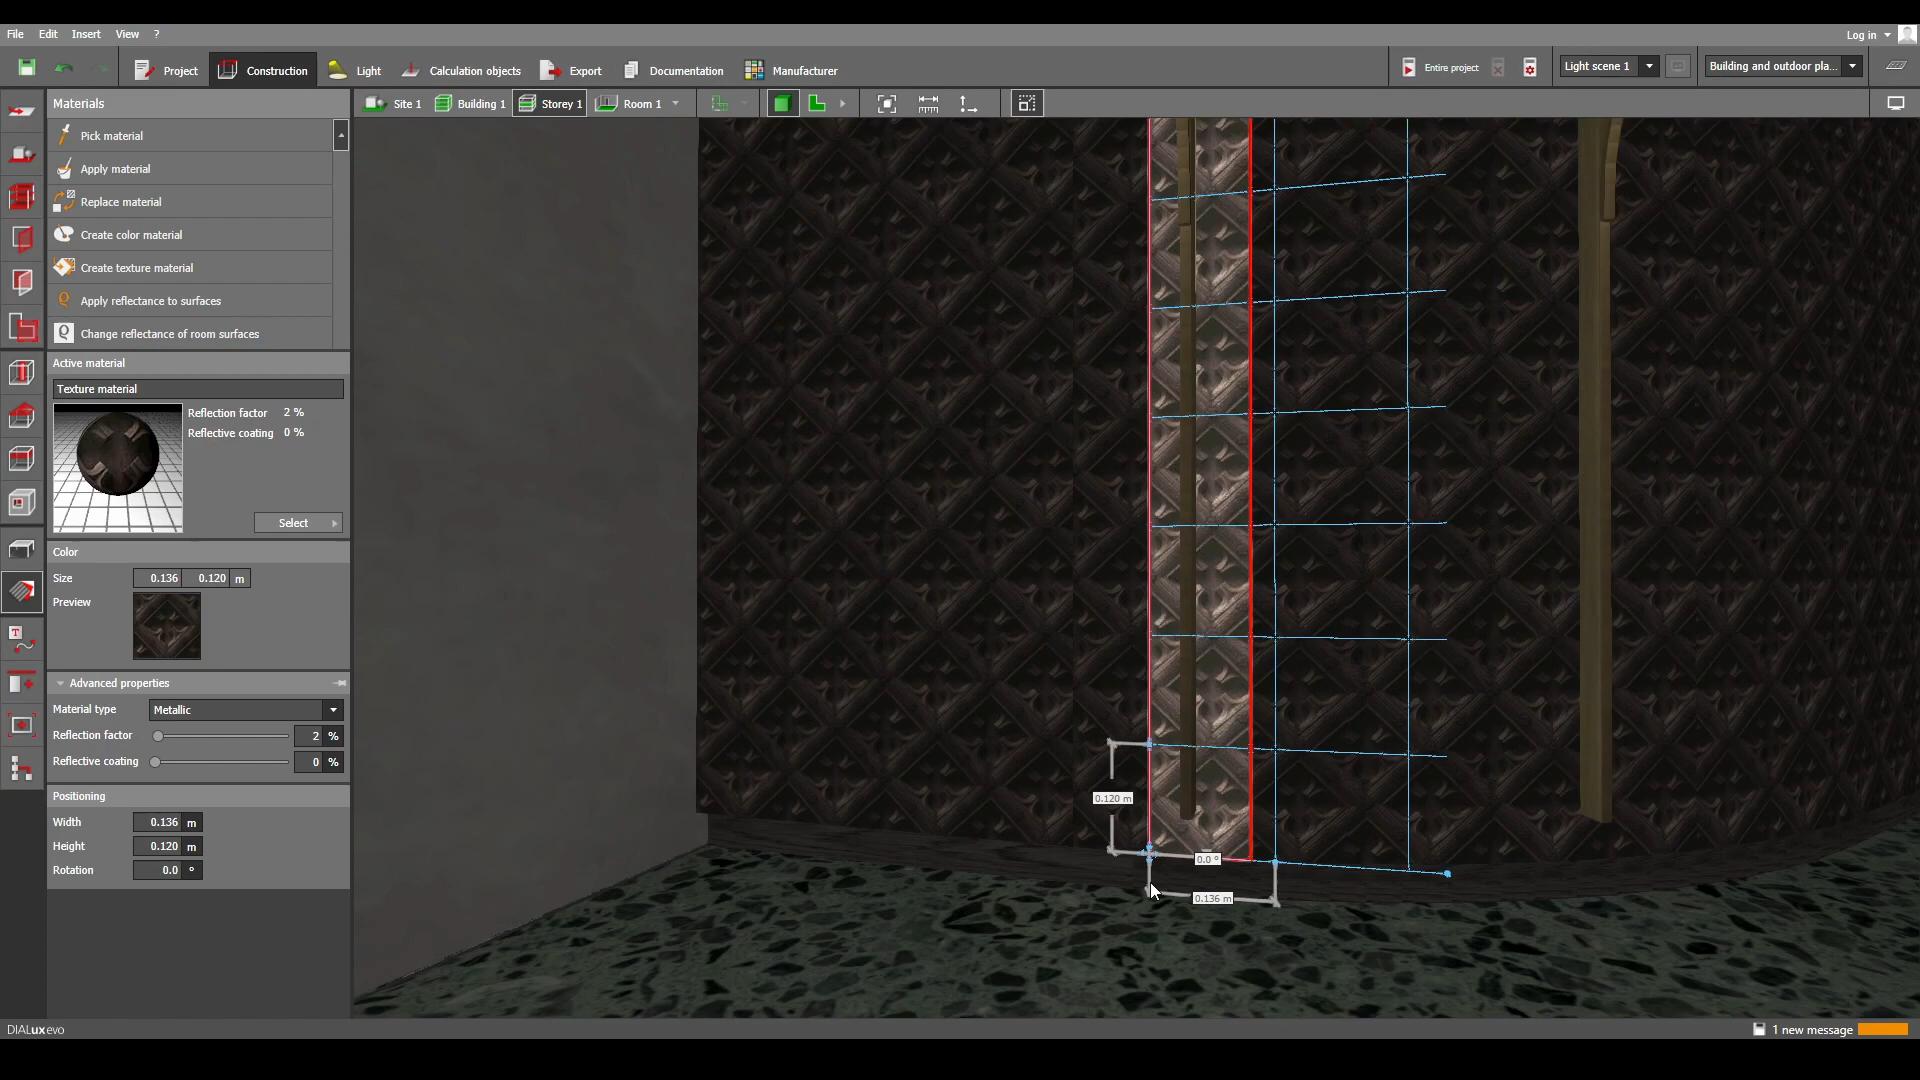 File Edit Insert View ?
Log in
Project Construction Light Calculation objects Export Documentation Manufacturer
Entire project
Light scene 1
Building and outdoor pla...
Materials
Site 1 Building 1 Storey 1 Room 1
Pick material
Apply material
Replace material
Create color material
Create texture material
Apply reflectance to surfaces
Change reflectance of room surfaces
Active material
Texture material
Reflection factor 2 %
Reflective coating 0 %
Select
Color
Size 0.136 0.120 m
Preview
Advanced properties
Material type Metallic
Reflection factor 2 %
Reflective coating 0 %
Positioning
Width 0.136 m
Height 0.120 m
Rotation 0.0 °
0.120 m
0.0 °
0.136 m
DIALux evo
1 new message